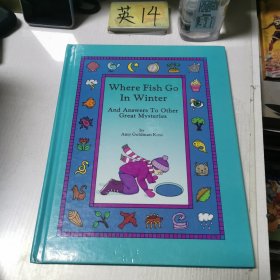 英14
Where Fish Go
In Winter
And Answers To Other
Great Mysteries
by
Amy Goldman Koss